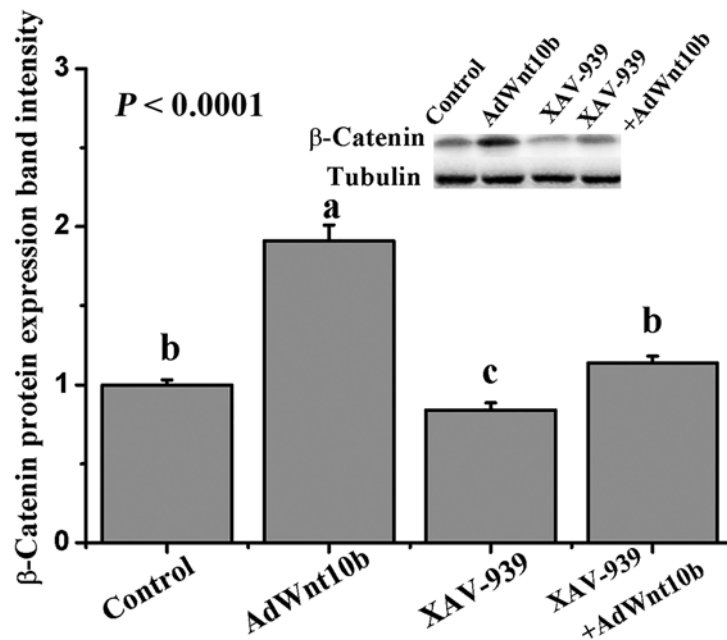 β-Catenin protein expression band intensity
3
2
1
0
P < 0.0001
Control
AdWnt10b
XAV-939
XAV-939
+AdWnt10b
β-Catenin
Tubulin
a
b
c
b
Control
AdWnt10b
XAV-939
XAV-939
+AdWnt10b